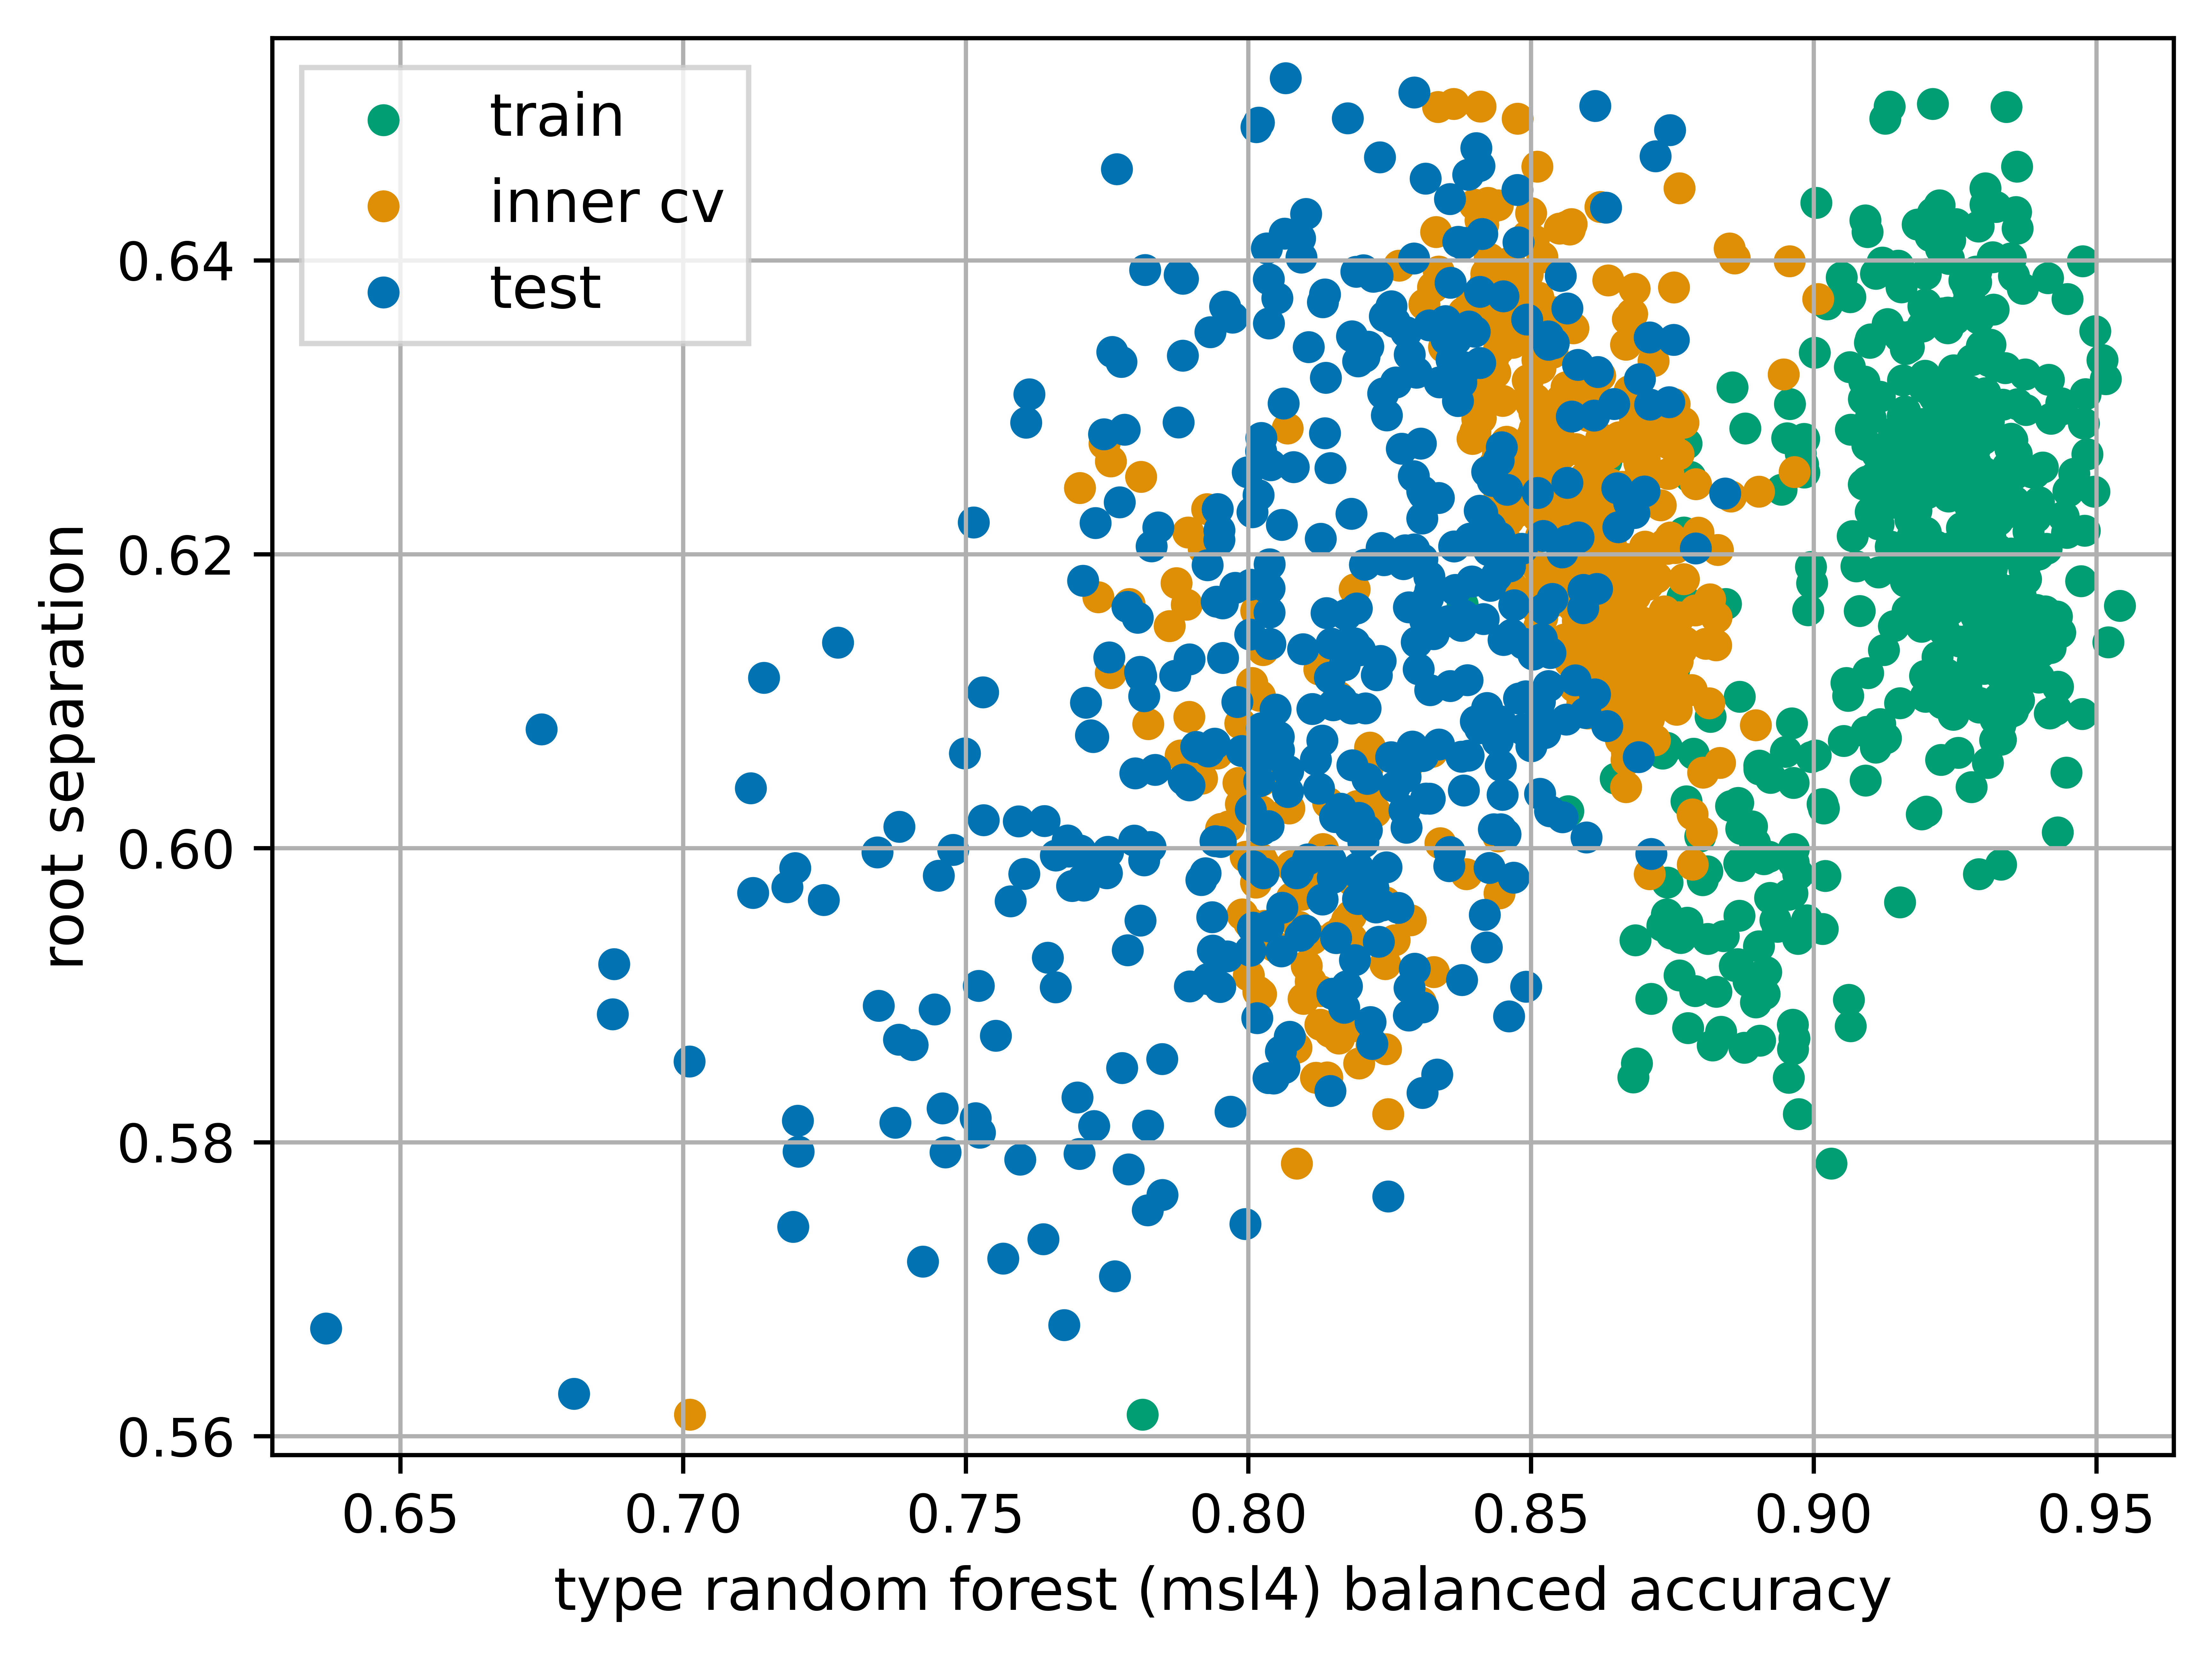 train
inner cv
test
root separation
0.64
0.62
0.60
0.58
0.56
0.65 0.70 0.75 0.80 0.85 0.90 0.95
type random forest (msl4) balanced accuracy